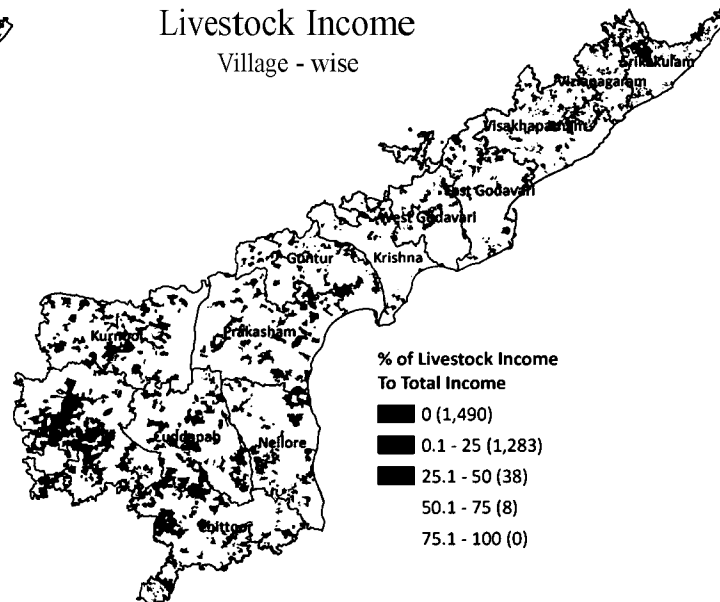 Livestock Income
Village - wise
Srikakulam
Vizianagaram
Visakhapatnam
East Godavari
West Godavari
Krishna
Guntur
Prakasham
Kurnool
Cuddapah
Nellore
Chittoor
% of Livestock Income
To Total Income
0 (1,490)
0.1 - 25 (1,283)
25.1 - 50 (38)
50.1 - 75 (8)
75.1 - 100 (0)